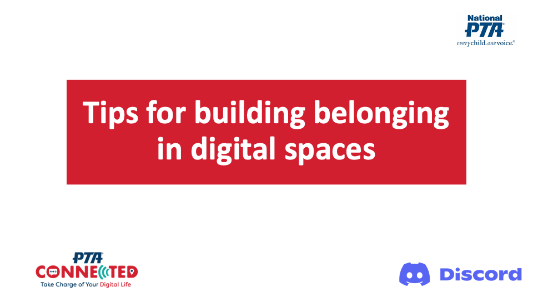 National
PTA
everychild.onevoice.®
Tips for building belonging
in digital spaces
PTA
CONNECTED
Take Charge of Your Digital Life
Discord